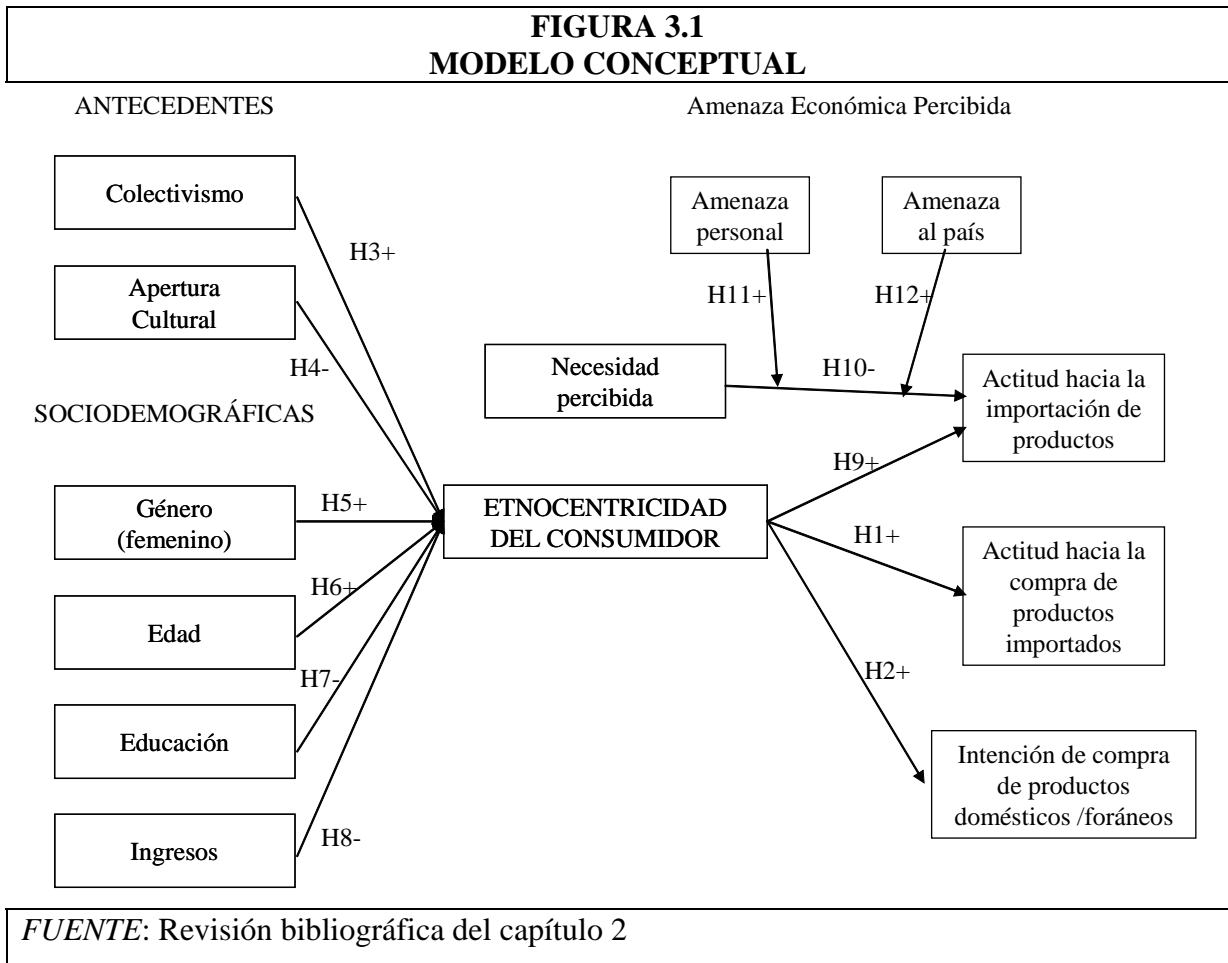 FIGURA 3.1
MODELO CONCEPTUAL
ANTECEDENTES
Amenaza Económica Percibida
Colectivismo
Amenaza
personal
Amenaza
al país
H3+
Apertura
Cultural
H11+
H12+
H4-
Necesidad
percibida
H10-
Actitud hacia la
importación de
productos
SOCIODEMOGRÁFICAS
H9+
Género
(femenino)
H5+
ETNOCENTRICIDAD
DEL CONSUMIDOR
H1+
Actitud hacia la
compra de
productos
importados
H6+
Edad
H7-
H2+
Educación
Intención de compra
de productos
domésticos /foráneos
H8-
Ingresos
FUENTE: Revisión bibliográfica del capítulo 2